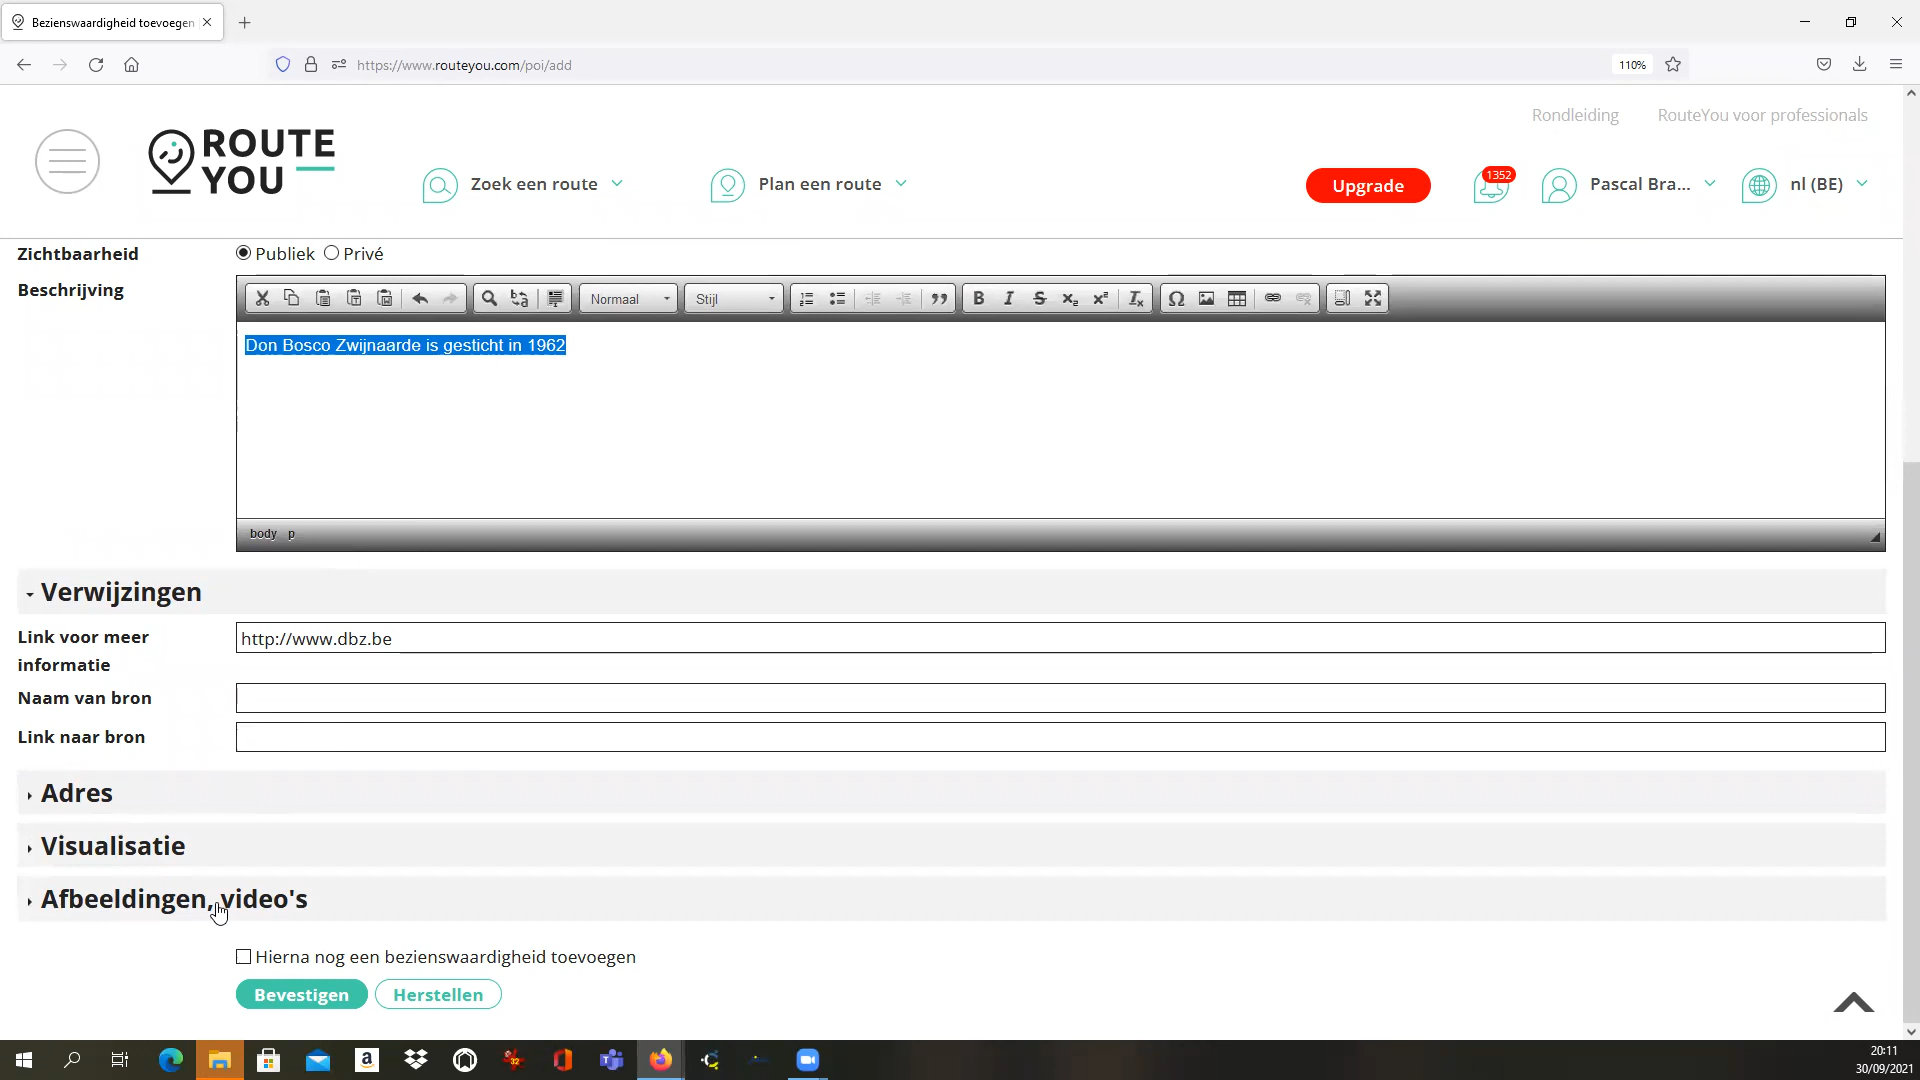 Bezienswaardigheid toevoegen
https://www.routeyou.com/poi/add
110%
Rondleiding
RouteYou voor professionals
ROUTE
YOU
Zoek een route
Plan een route
Upgrade
1352
Pascal Bra...
nl (BE)
Zichtbaarheid
Publiek
Privé
Beschrijving
Normaal
Stijl
Don Bosco Zwijnaarde is gesticht in 1962
body p
Verwijzingen
Link voor meer
informatie
http://www.dbz.be
Naam van bron
Link naar bron
Adres
Visualisatie
Afbeeldingen, video's
Hierna nog een bezienswaardigheid toevoegen
Bevestigen
Herstellen
20:11
30/09/2021